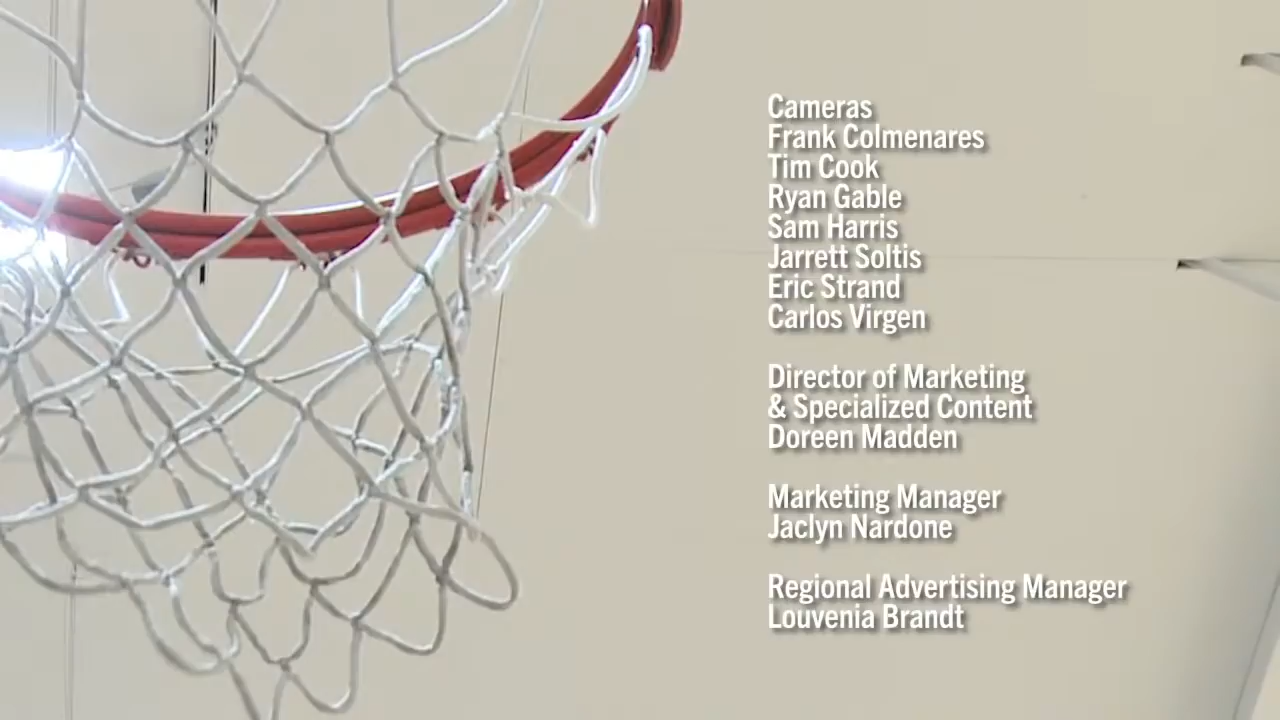 Cameras
Frank Colmenares
Tim Cook
Ryan Gable
Sam Harris
Jarrett Soltis
Eric Strand
Carlos Virgen
Director of Marketing
& Specialized Content
Doreen Madden
Marketing Manager
Jaclyn Nardone
Regional Advertising Manager
Louvenia Brandt